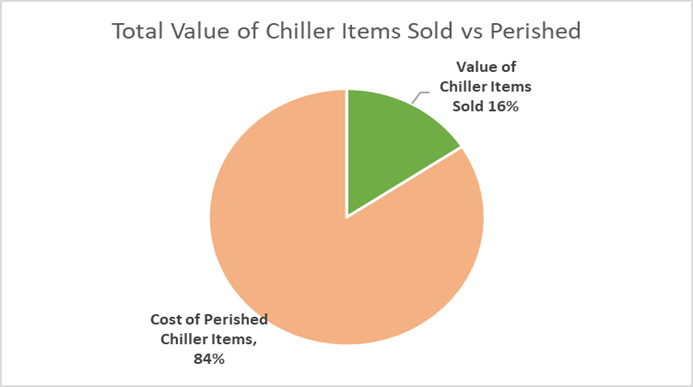 Total Value of Chiller Items Sold vs Perished
Value of
Chiller Items
Sold 16%
Cost of Perished
Chiller Items,
84%